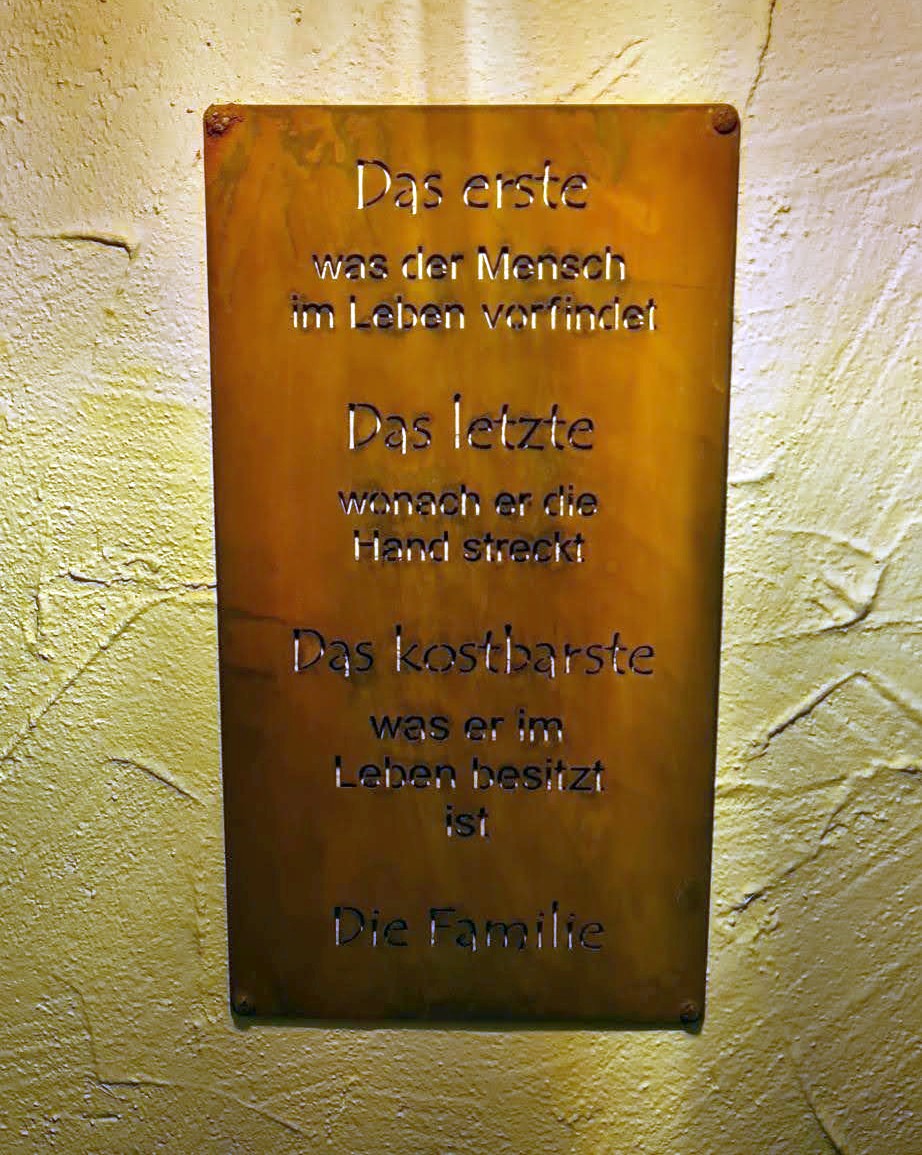 Das erste
was der Mensch
im Leben vorfindet
Das letzte
wonach er die
Hand streckt
Das kostbarste
was er im
Leben besitzt
ist
Die Familie